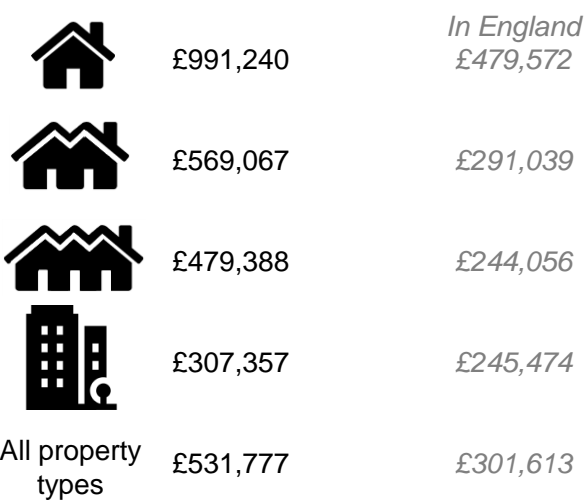 In England
£991,240 £479,572
£569,067 £291,039
£479,388 £244,056
£307,357 £245,474
All property
types £531,777 £301,613